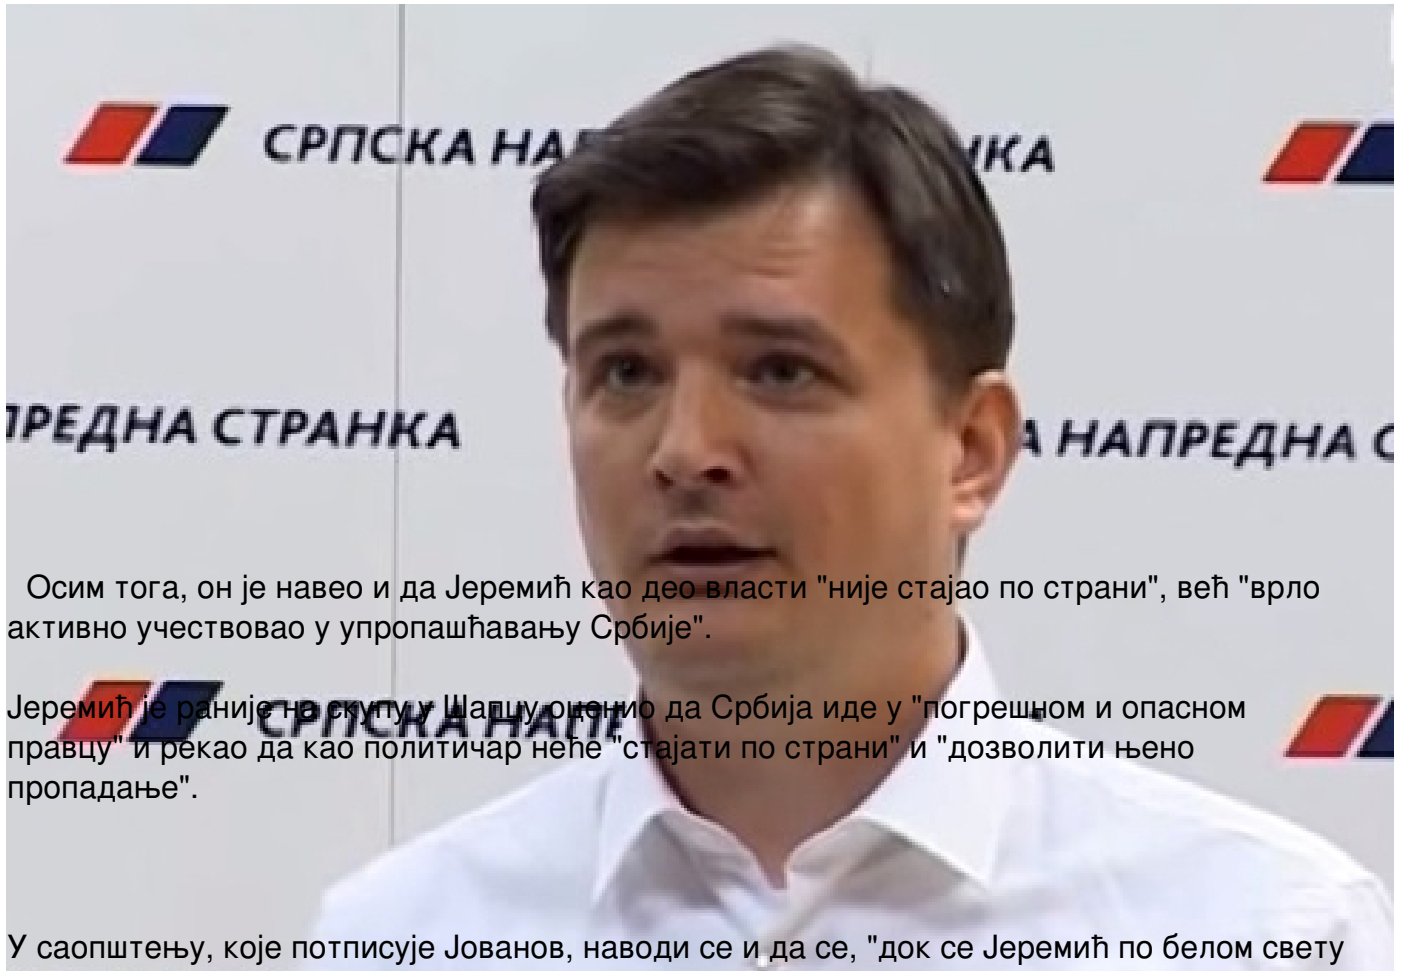 СРПСКА НА НКА
ПРЕДНА СТРАНКА
А НАПРЕДНА С
Осим тога, он је навео и да Јеремић као део власти "није стајао по страни", већ "врло
активно учествовао у упропашћавању Србије".
СРПСКА НАПЕ
Јеремић је раније на скупу у Шапцу оценио да Србија иде у "погрешном и опасном
правцу" и рекао да као политичар неће "стајати по страни" и "дозволити њено
пропадање".
У саопштењу, које потписује Јованов, наводи се и да се, "док се Јеремић по белом свету